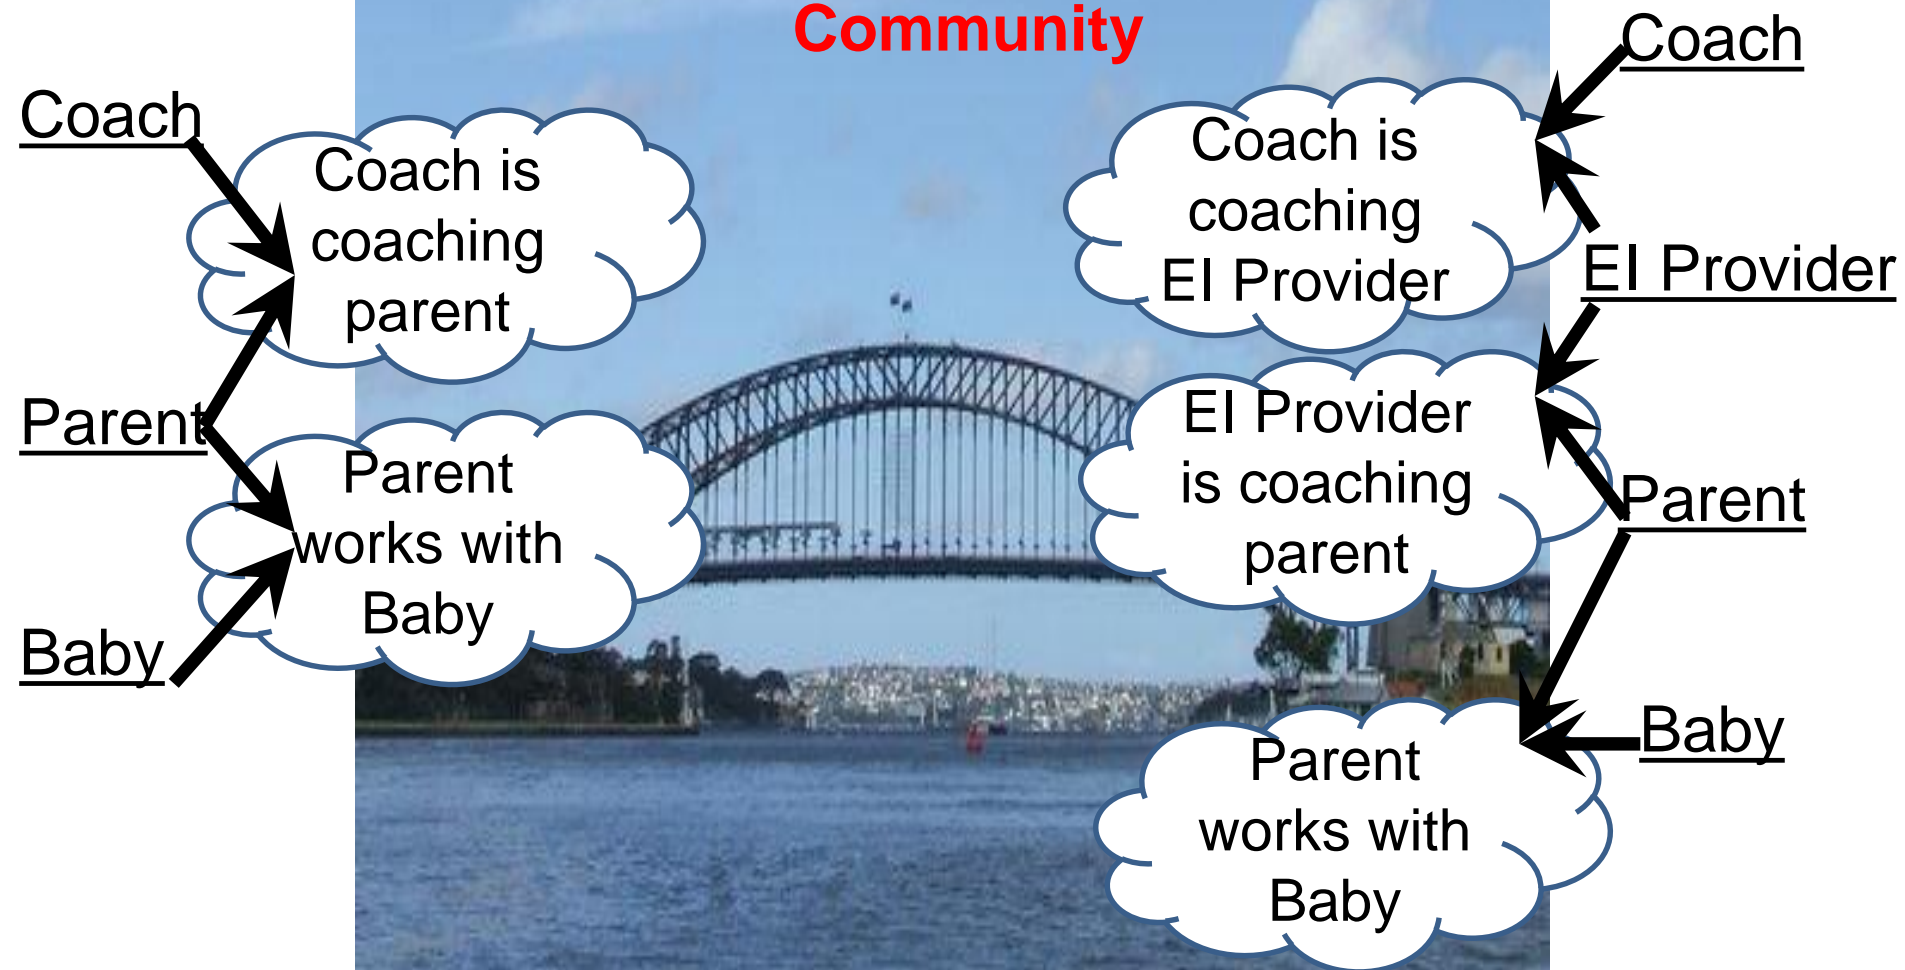 Community
Coach
Coach is
coaching
parent
Parent
Parent
works with
Baby
Baby
Coach
Coach is
coaching
EI Provider
EI Provider
EI Provider
is coaching
parent
Parent
Baby
Parent
works with
Baby